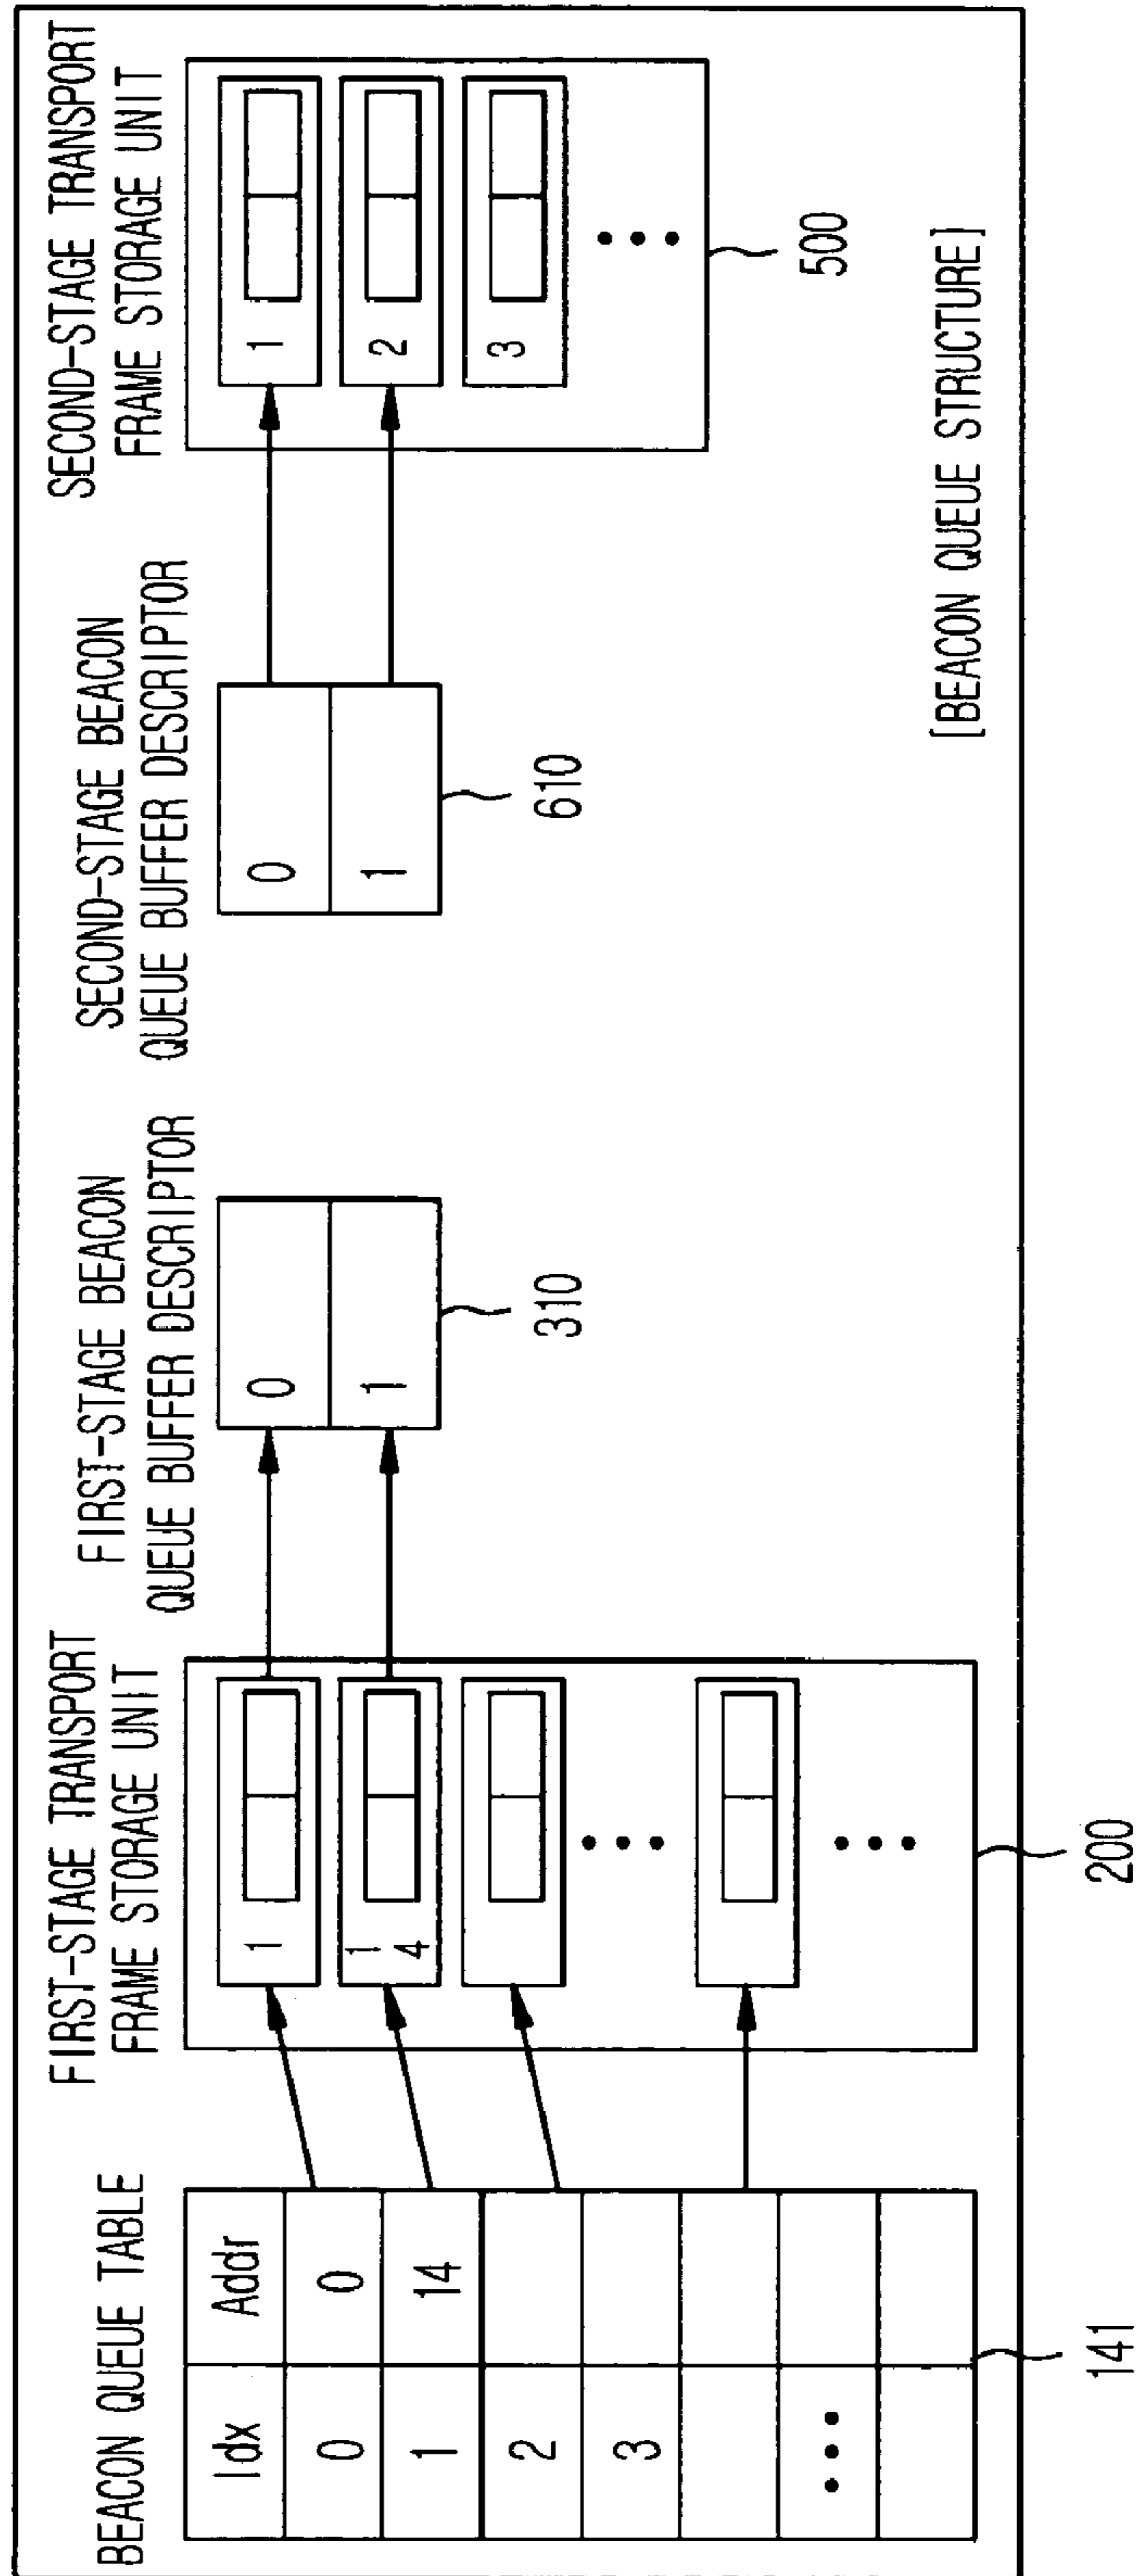 BEACON QUEUE TABLE
Idx Addr
0 0
1 14
2
3
141
FIRST-STAGE TRANSPORT
FRAME STORAGE UNIT
1
1 4
200
FIRST-STAGE BEACON
QUEUE BUFFER DESCRIPTOR
0
1
310
SECOND-STAGE BEACON
QUEUE BUFFER DESCRIPTOR
0
1
610
SECOND-STAGE TRANSPORT
FRAME STORAGE UNIT
1
2
3
500
[BEACON QUEUE STRUCTURE]